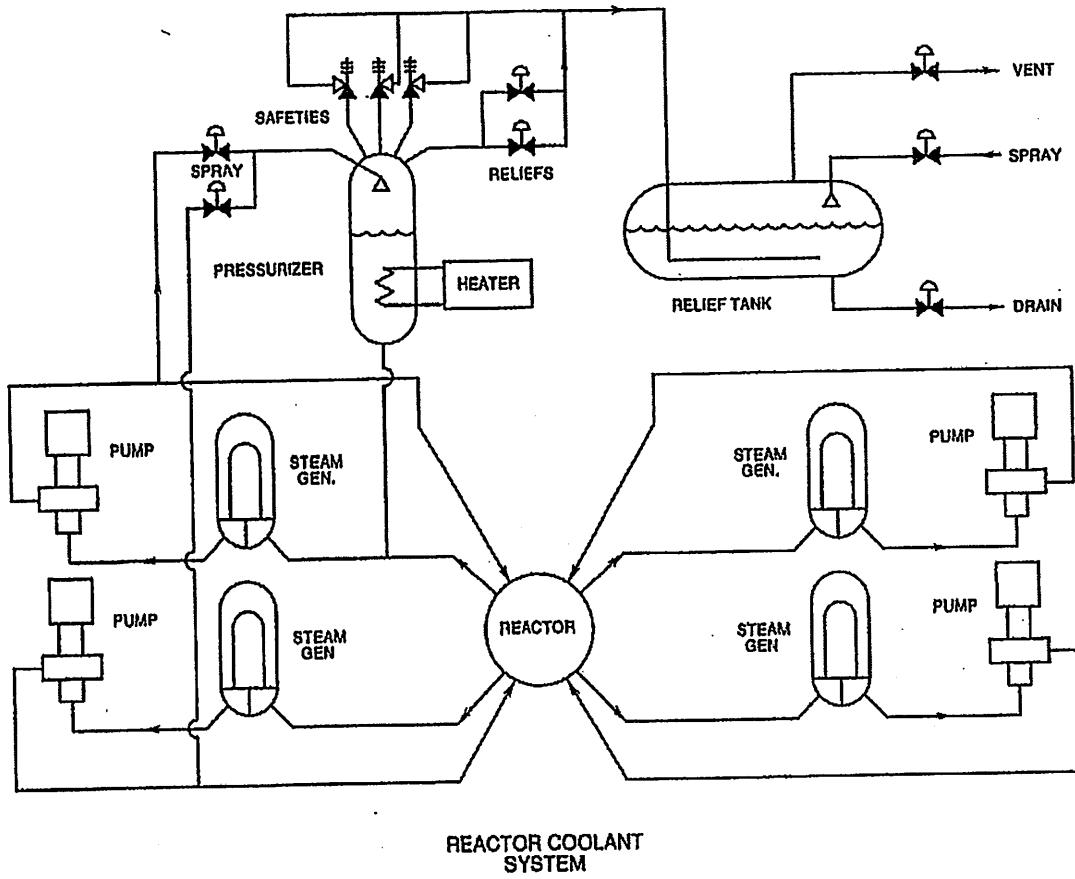 VENT
SAFETIES
SPRAY
SPRAY
RELIEFS
PRESSURIZER
HEATER
RELIEF TANK
DRAIN
PUMP
STEAM
GEN.
STEAM
GEN.
PUMP
PUMP
STEAM
GEN
REACTOR
STEAM
GEN
PUMP
REACTOR COOLANT
SYSTEM